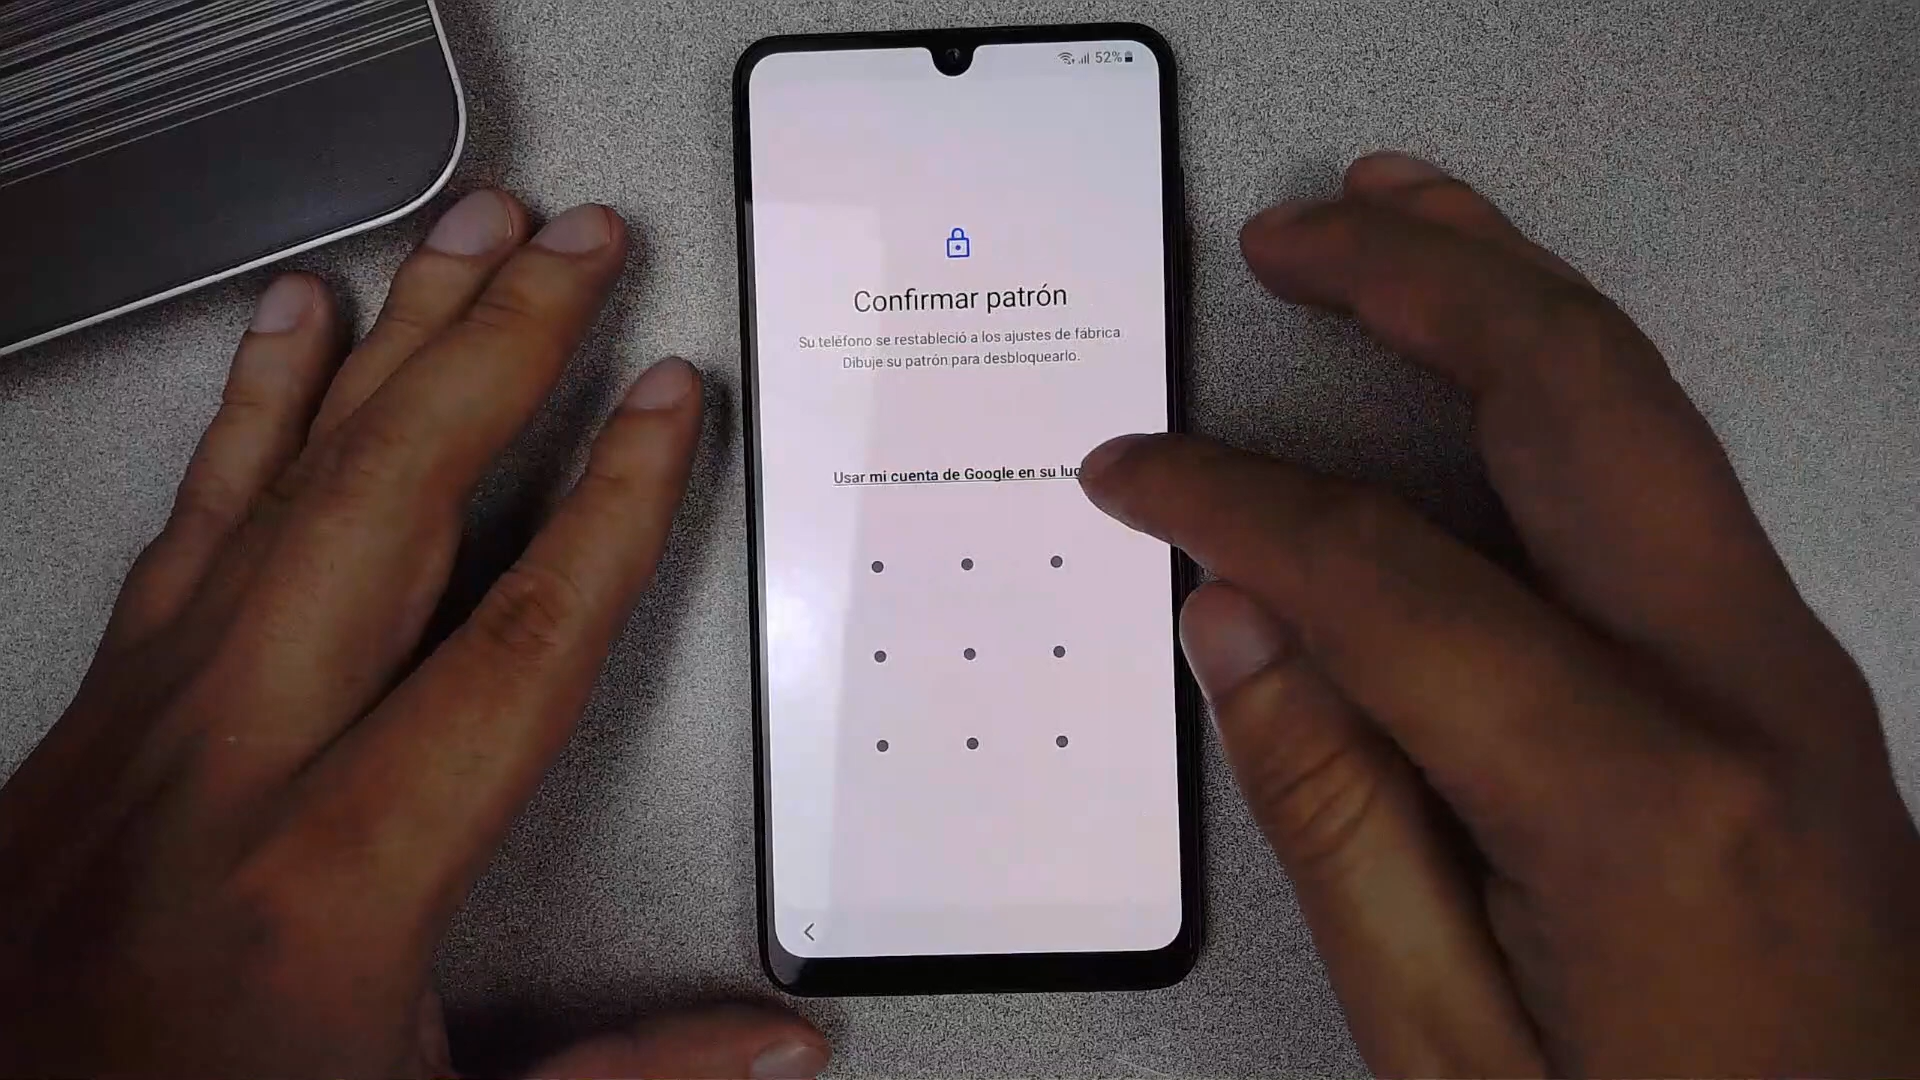 52%
Confirmar patrón
Su teléfono se restableció a los ajustes de fábrica.
Dibuje su patrón para desbloquearlo.
Usar mi cuenta de Google en su